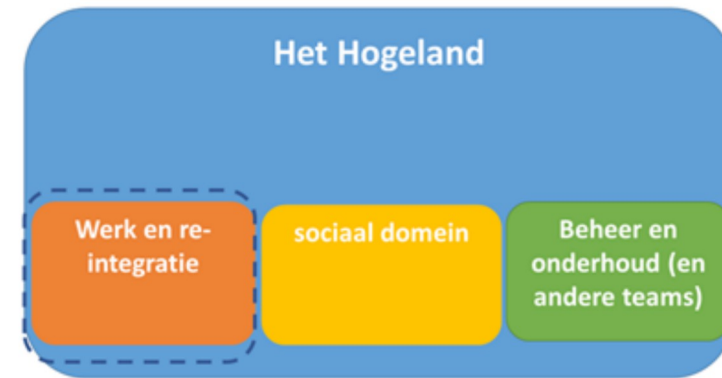 Het Hogeland
Werk en re-
integratie
sociaal domein
Beheer en
onderhoud (en
andere teams)